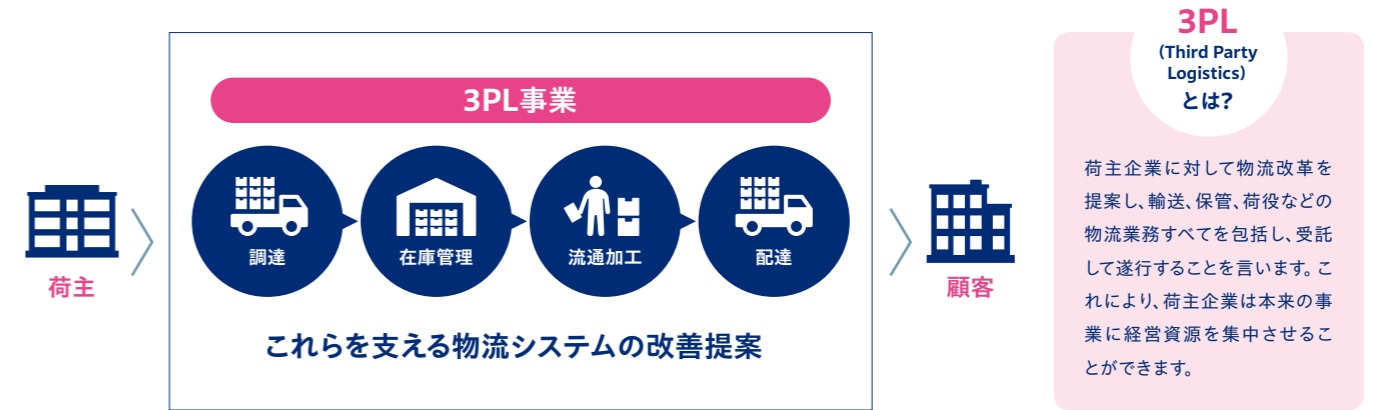 3PL事業
調達
在庫管理
流通加工
配達
荷主
顧客
これらを支える物流システムの改善提案
3PL
(Third Party
Logistics)
とは?
荷主企業に対して物流改革を
提案し、輸送、保管、荷役などの
物流業務すべてを包括し、受託
して遂行することを言います。こ
れにより、荷主企業は本来の事
業に経営資源を集中させるこ
とができます。